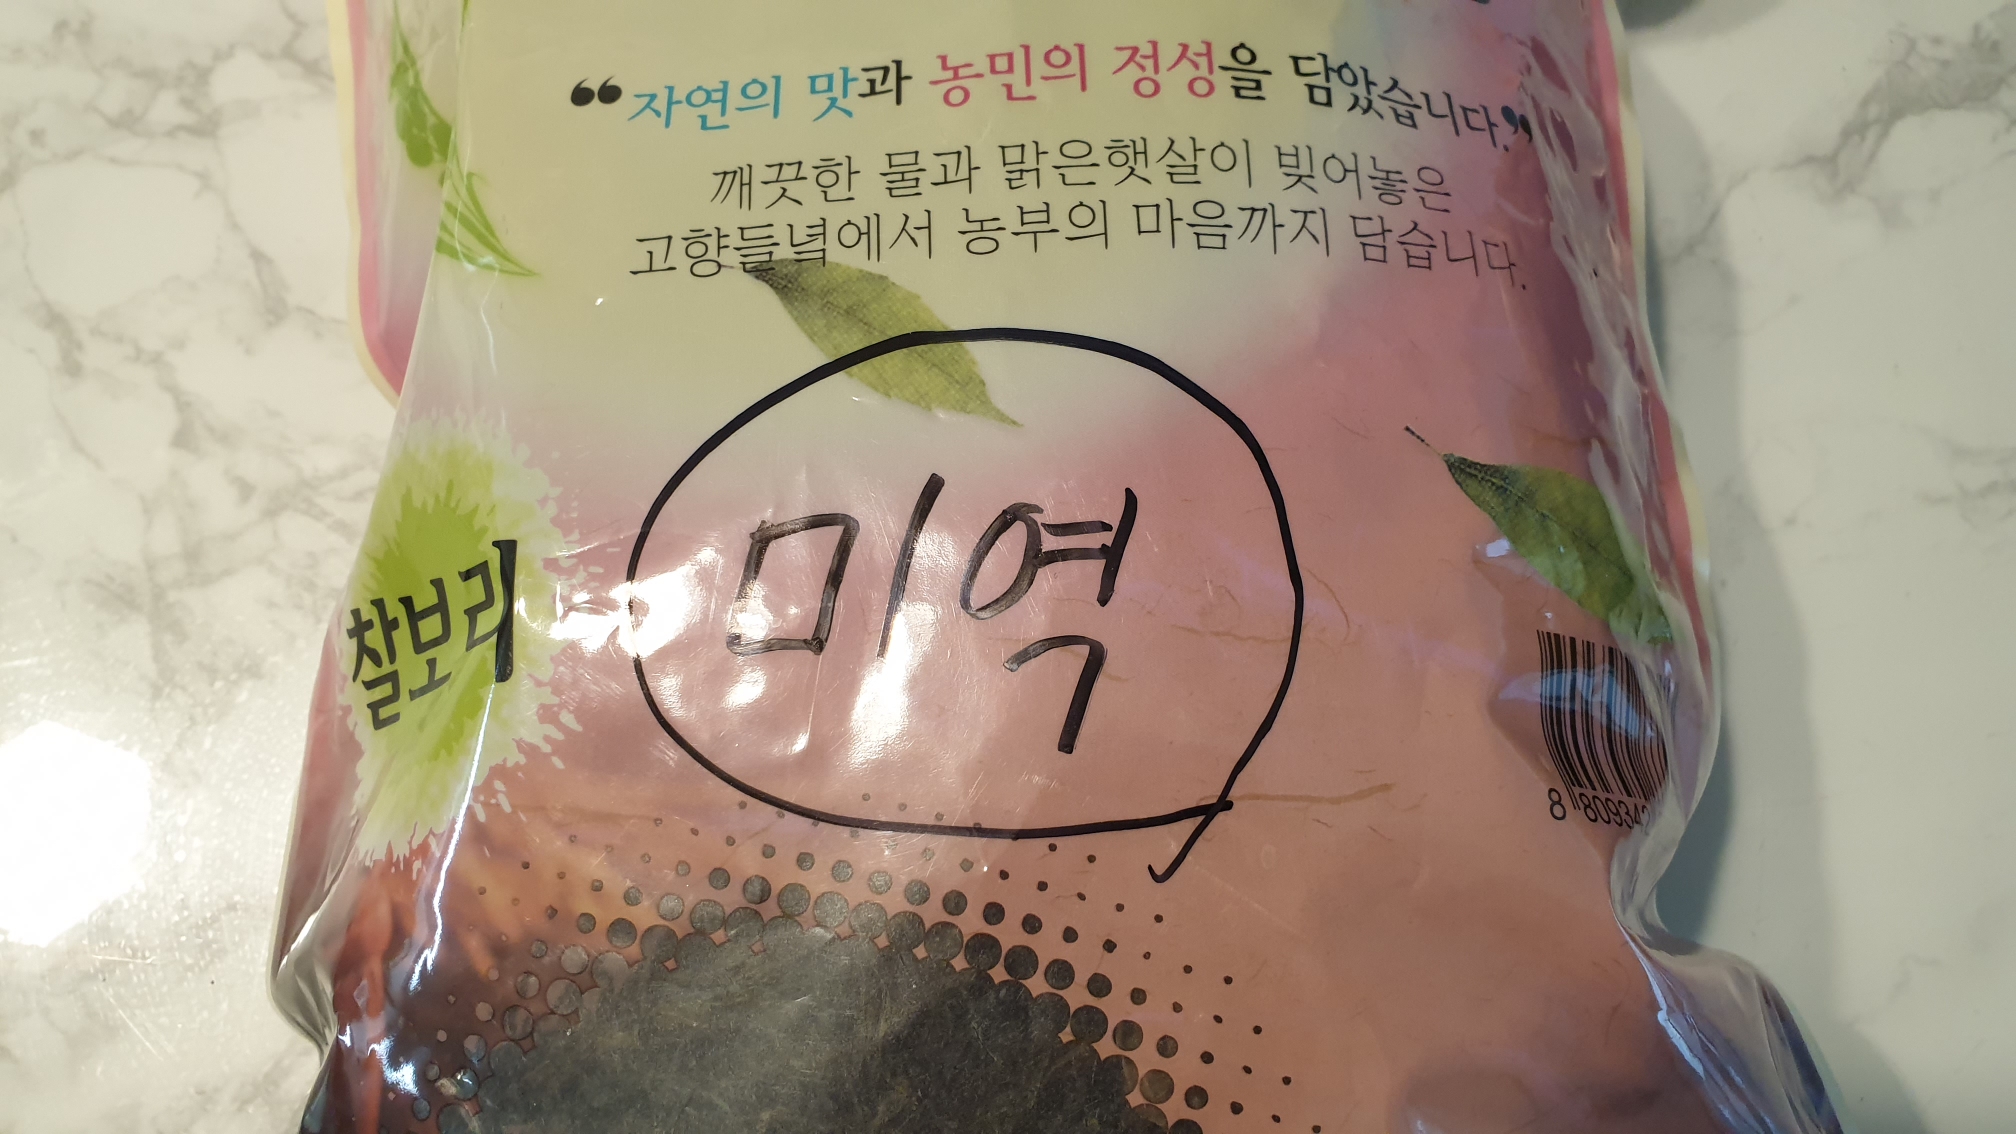 ❝자연의 맛과 농민의 정성을 담았습니다.❞
깨끗한 물과 맑은햇살이 빚어놓은
고향들녘에서 농부의 마음까지 담습니다.
미역
찰보리
8 809342